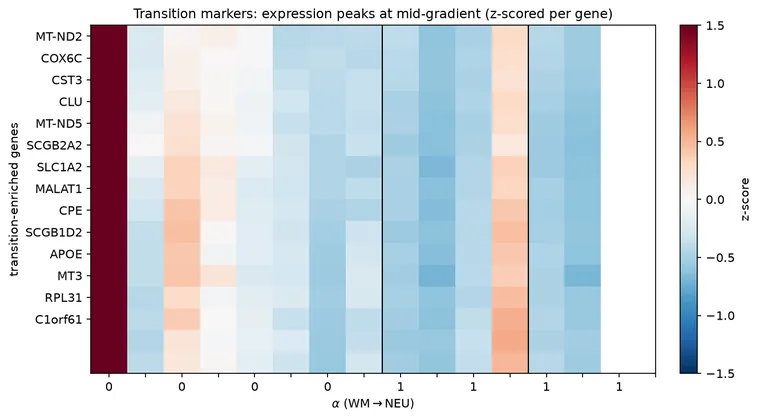 Transition markers: expression peaks at mid-gradient (z-scored per gene)
transition-enriched genes
MT-ND2
COX6C
CST3
CLU
MT-ND5
SCGB2A2
SLC1A2
MALAT1
CPE
SCGB1D2
APOE
MT3
RPL31
C1orf61
0 0 0 0 1 1 1 1
α (WM→NEU)
1.5
1.0
0.5
0.0
−0.5
−1.0
−1.5
z-score